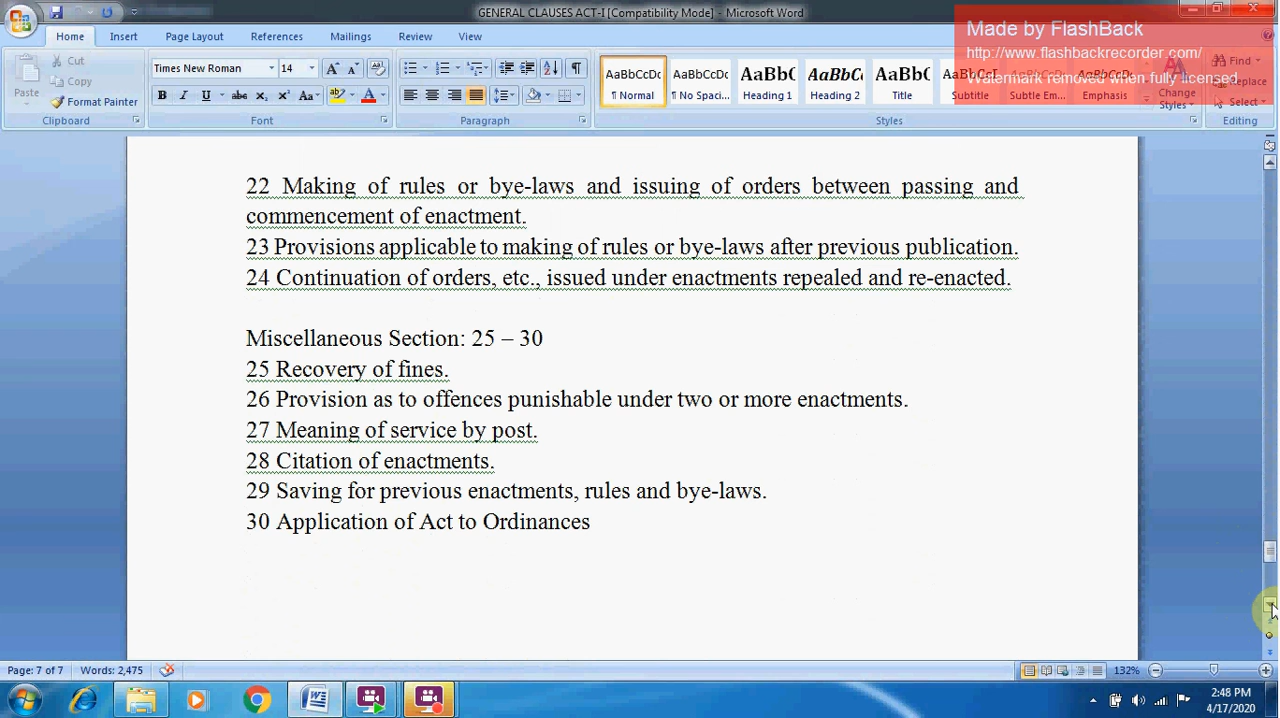 GENERAL CLAUSES ACT-I [Compatibility Mode] - Microsoft Word
Made by FlashBack
http://www.flashbackrecorder.com/
Watermark removed when fully licensed
Home Insert Page Layout References Mailings Review View
Paste
Cut
Copy
Format Painter
Clipboard
Times New Roman 14
Font
Paragraph
AaBbCcDc AaBbCcDc AaBbC AaBbCc AaBbC
¶ Normal ¶ No Spaci... Heading 1 Heading 2 Title Subtitle Subtle Em... Emphasis
Change Styles
Styles
Find
Replace
Select
Editing
22 Making of rules or bye-laws and issuing of orders between passing and
commencement of enactment.
23 Provisions applicable to making of rules or bye-laws after previous publication.
24 Continuation of orders, etc., issued under enactments repealed and re-enacted.
Miscellaneous Section: 25 – 30
25 Recovery of fines.
26 Provision as to offences punishable under two or more enactments.
27 Meaning of service by post.
28 Citation of enactments.
29 Saving for previous enactments, rules and bye-laws.
30 Application of Act to Ordinances
Page: 7 of 7 Words: 2,475 132%
2:48 PM
4/17/2020